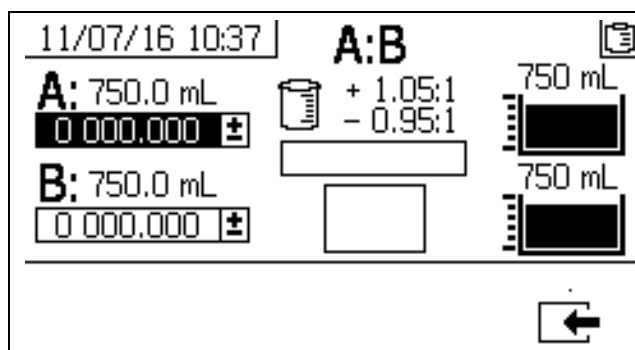 11/07/16 10:37
A:B
A: 750.0 mL
0 000.000 ±
+ 1.05:1
- 0.95:1
750 mL
B: 750.0 mL
0 000.000 ±
750 mL